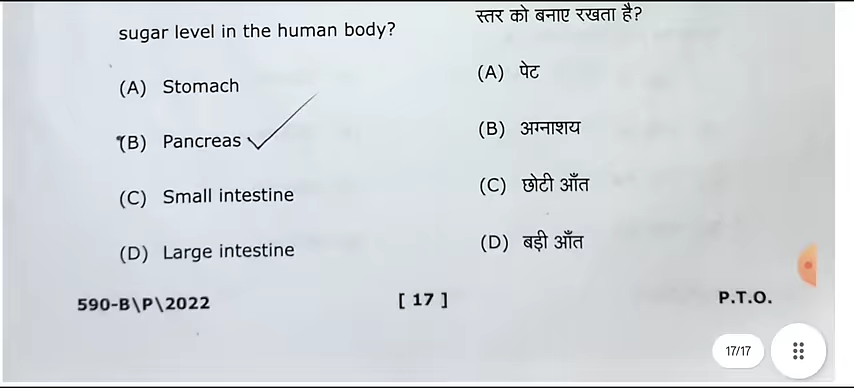 sugar level in the human body?
(A) Stomach
(B) Pancreas
(C) Small intestine
(D) Large intestine
स्तर को बनाए रखता है?
(A) पेट
(B) अग्नाशय
(C) छोटी आँत
(D) बड़ी आँत
590-B\P\2022 [ 17 ] P.T.O.
17/17